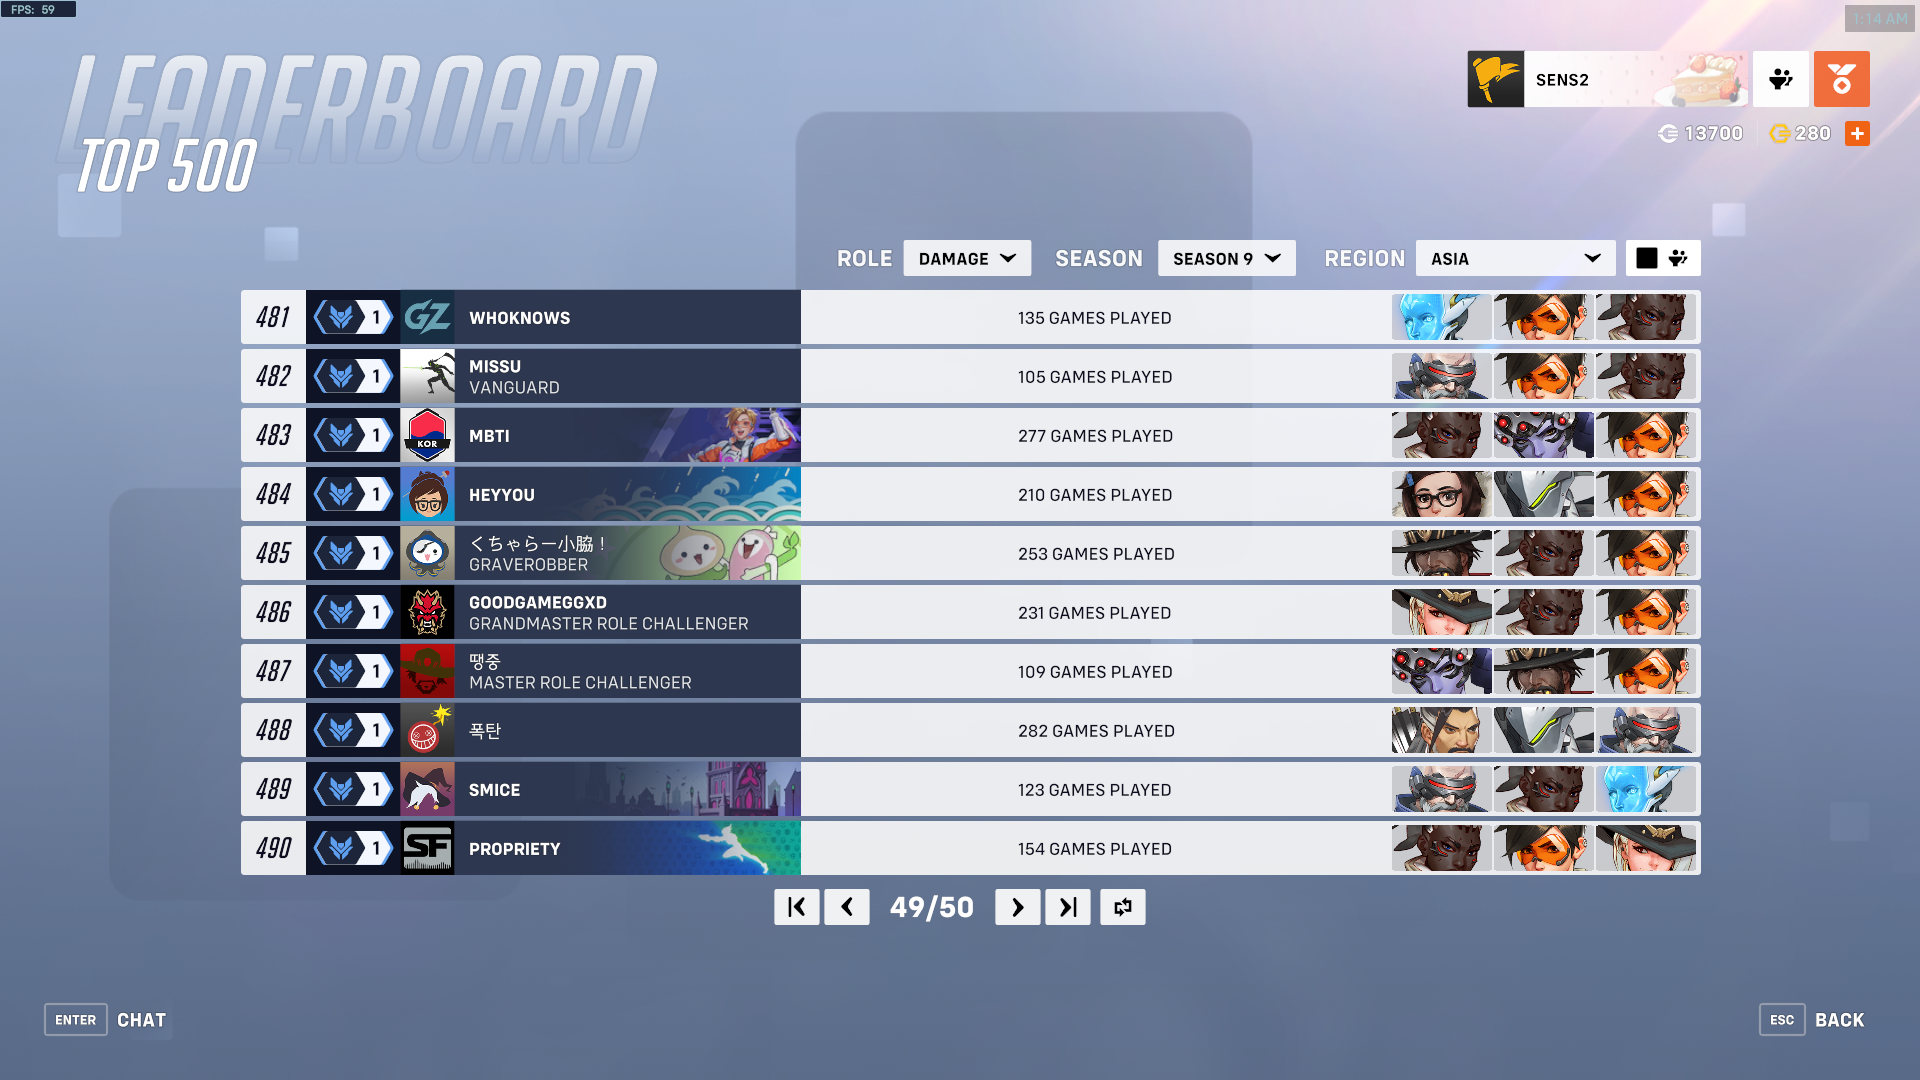 FPS: 59
1:14 AM
LEADERBOARD
TOP 500
SENS2
13700
280
ROLE DAMAGE SEASON SEASON 9 REGION ASIA
481 1 GZ WHOKNOWS 135 GAMES PLAYED
482 1 MISSU 105 GAMES PLAYED
VANGUARD
483 1 KOR MBTI 277 GAMES PLAYED
484 1 HEYYOU 210 GAMES PLAYED
485 1 くちゃらー小脇！ 253 GAMES PLAYED
GRAVEROBBER
486 1 GOODGAMEGGXD 231 GAMES PLAYED
GRANDMASTER ROLE CHALLENGER
487 1 땡중 109 GAMES PLAYED
MASTER ROLE CHALLENGER
488 1 폭탄 282 GAMES PLAYED
489 1 SMICE 123 GAMES PLAYED
490 1 SF PROPRIETY 154 GAMES PLAYED
49/50
ENTER CHAT
ESC BACK